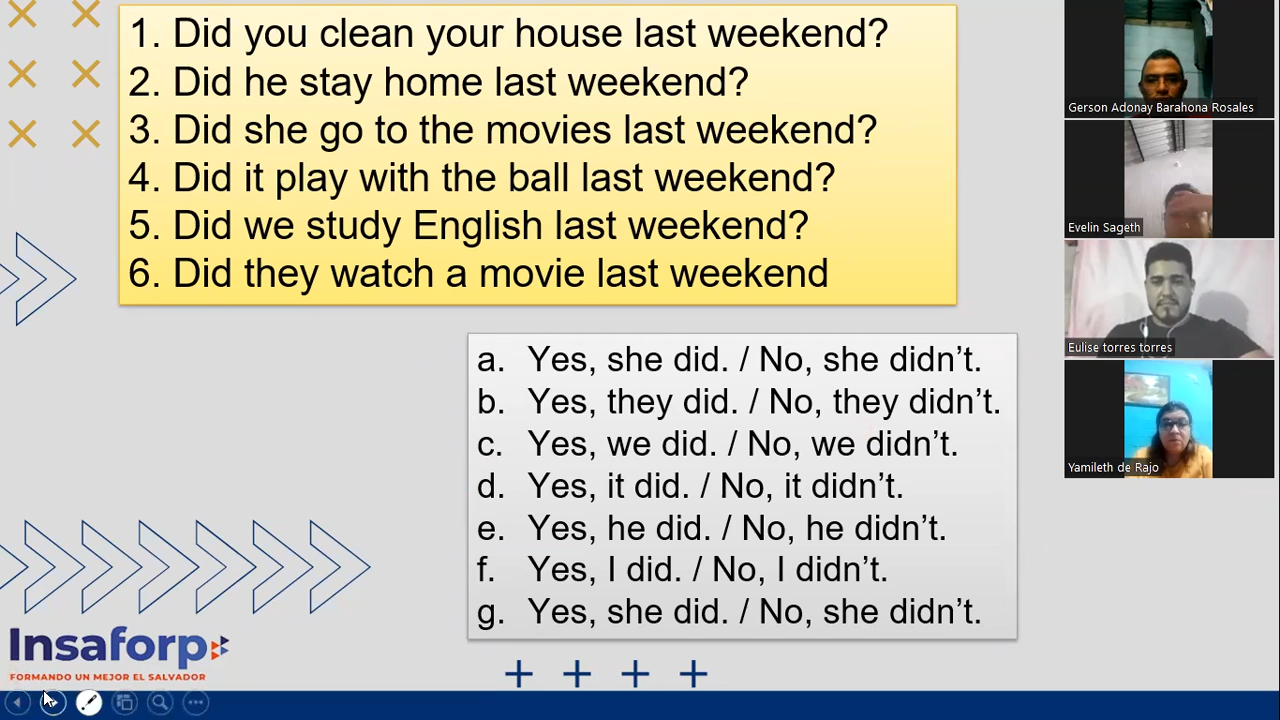 1. Did you clean your house last weekend?
2. Did he stay home last weekend?
3. Did she go to the movies last weekend?
4. Did it play with the ball last weekend?
5. Did we study English last weekend?
6. Did they watch a movie last weekend
a. Yes, she did. / No, she didn't.
b. Yes, they did. / No, they didn't.
c. Yes, we did. / No, we didn't.
d. Yes, it did. / No, it didn't.
e. Yes, he did. / No, he didn't.
f. Yes, I did. / No, I didn't.
g. Yes, she did. / No, she didn't.
Insaforp
FORMANDO UN MEJOR EL SALVADOR
Gerson Adonay Barahona Rosales
Evelin Sageth
Eulise torres torres
Yamileth de Rajo